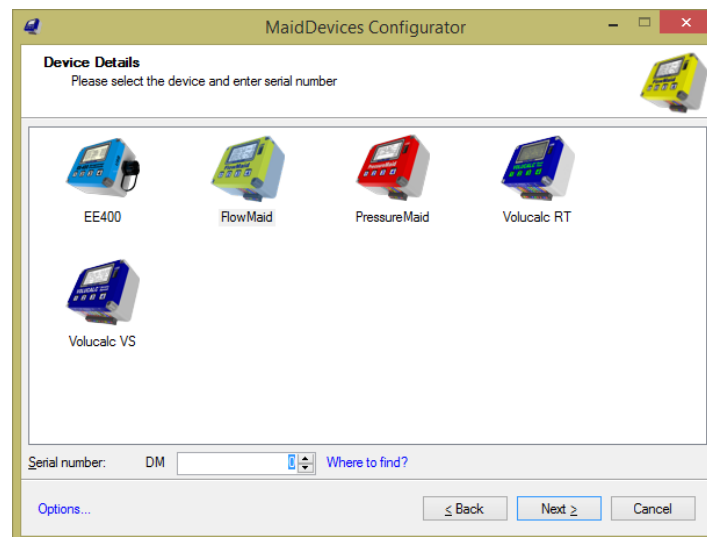 MaidDevices Configurator
Device Details
Please select the device and enter serial number
EE400
FlowMaid
PressureMaid
Volucalc RT
Volucalc VS
Serial number: DM 0 Where to find?
Options... < Back Next > Cancel